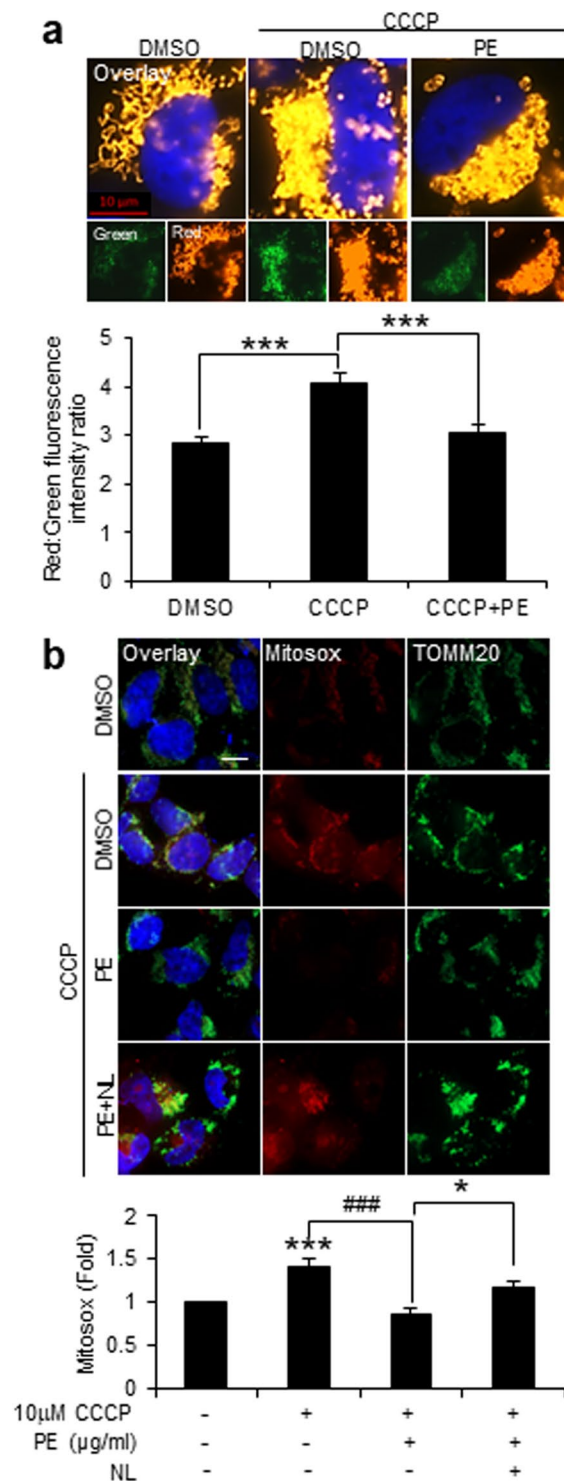 a
CCCP
DMSO DMSO PE
Overlay
10 µm
Green Red
*** ***
5
4
3
2
1
0
Red:Green fluorescence
intensity ratio
DMSO CCCP CCCP+PE
b
Overlay Mitosox TOMM20
DMSO
CCCP
DMSO
PE
PE+NL
### *
***
2
1.5
1
0.5
0
Mitosox (Fold)
10µM CCCP - + + +
PE (µg/ml) - - + +
NL - - - +